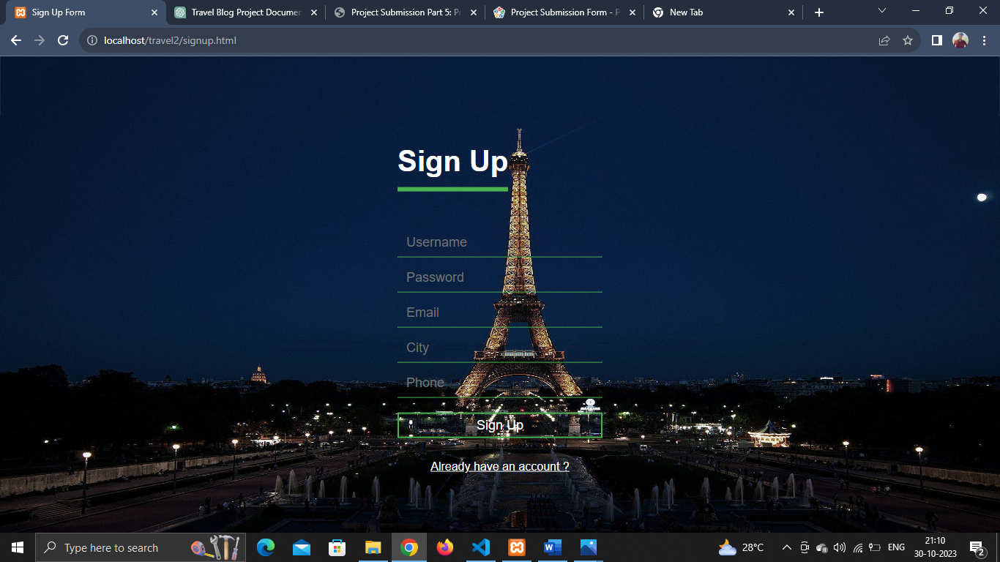 Sign Up Form
Travel Blog Project Documen
Project Submission Part 5: Pr
Project Submission Form - P
New Tab
localhost/travel2/signup.html
Sign Up
Username
Password
Email
City
Phone
Sign Up
Already have an account ?
Type here to search
28°C
ENG
21:10
30-10-2023
2